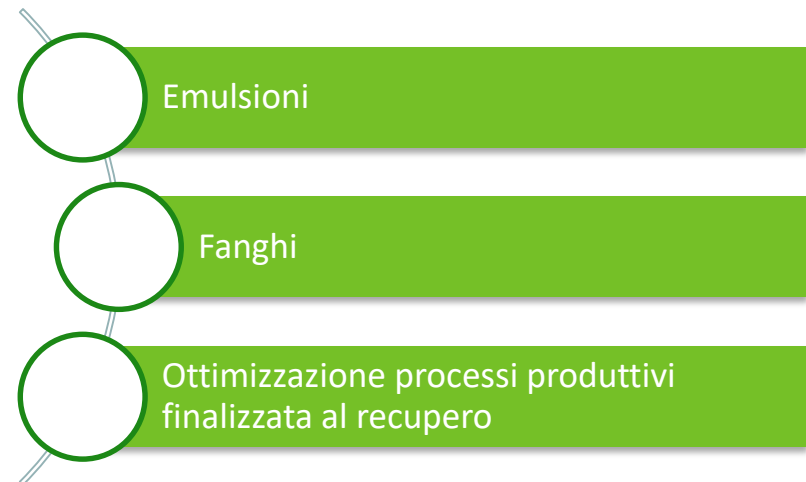 Emulsioni
Fanghi
Ottimizzazione processi produttivi
finalizzata al recupero